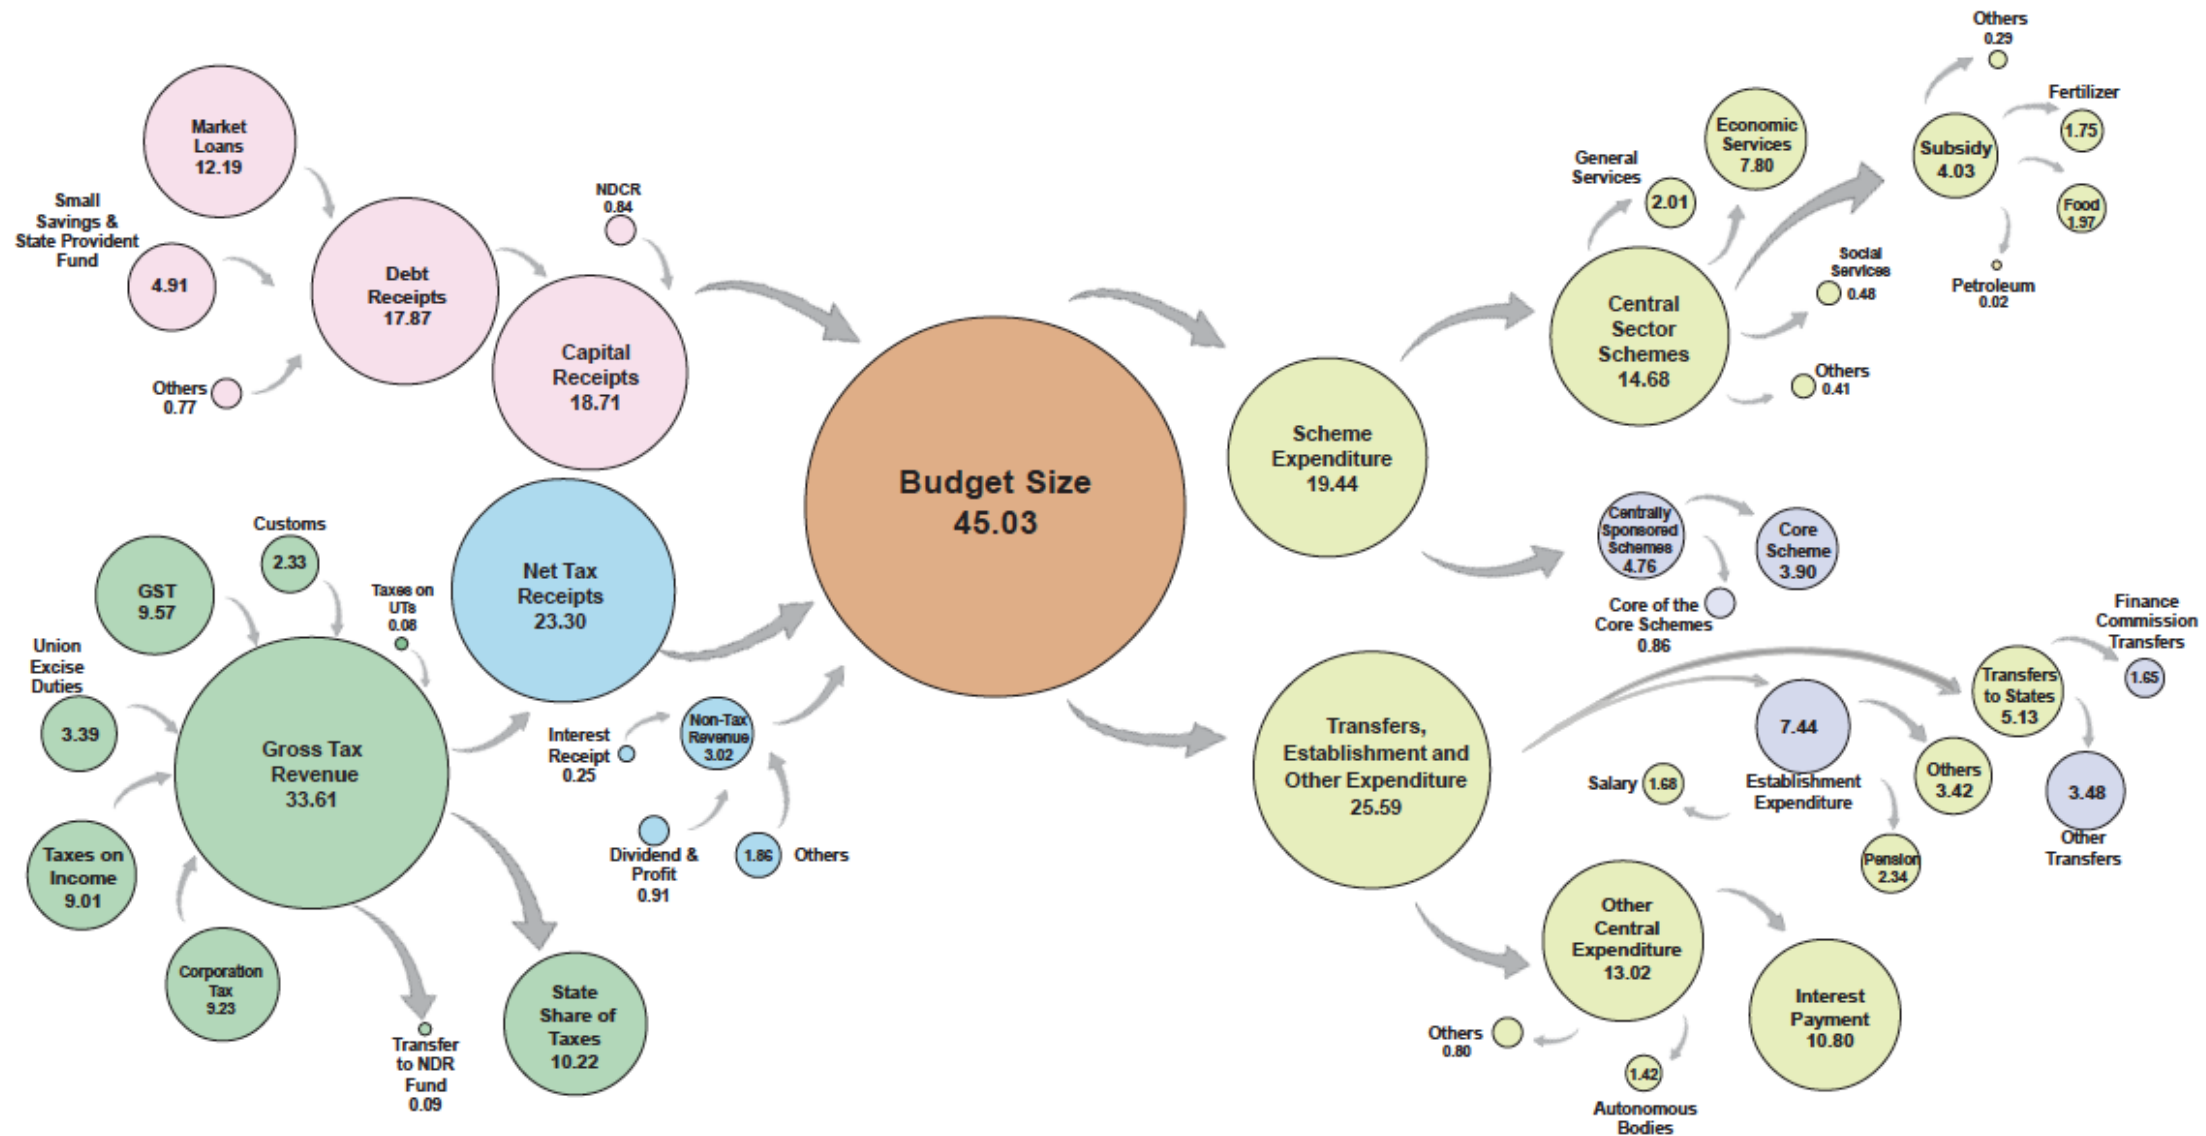 Market
Loans
12.19
Small
Savings &
State Provident
Fund
4.91
Others
0.77
Debt
Receipts
17.87
NDCR
0.84
Capital
Receipts
18.71
Customs
2.33
GST
9.57
Taxes on
UTs
0.08
Union
Excise
Duties
3.39
Gross Tax
Revenue
33.61
Taxes on
Income
9.01
Corporation
Tax
9.23
Transfer
to NDR
Fund
0.09
State
Share of
Taxes
10.22
Net Tax
Receipts
23.30
Interest
Receipt
0.25
Non-Tax
Revenue
3.02
Dividend &
Profit
0.91
1.86
Others
Budget Size
45.03
Scheme
Expenditure
19.44
General
Services
2.01
Economic
Services
7.80
Central
Sector
Schemes
14.68
Social
Services
0.48
Others
0.41
Subsidy
4.03
Others
0.29
Fertilizer
1.75
Food
1.97
Petroleum
0.02
Centrally
Sponsored
Schemes
4.76
Core
Scheme
3.90
Core of the
Core Schemes
0.86
Transfers,
Establishment and
Other Expenditure
25.59
Finance
Commission
Transfers
1.65
Transfers
to States
5.13
3.48
Other
Transfers
7.44
Establishment
Expenditure
Salary
1.68
Others
3.42
Pension
2.34
Other
Central
Expenditure
13.02
Interest
Payment
10.80
Others
0.80
1.42
Autonomous
Bodies